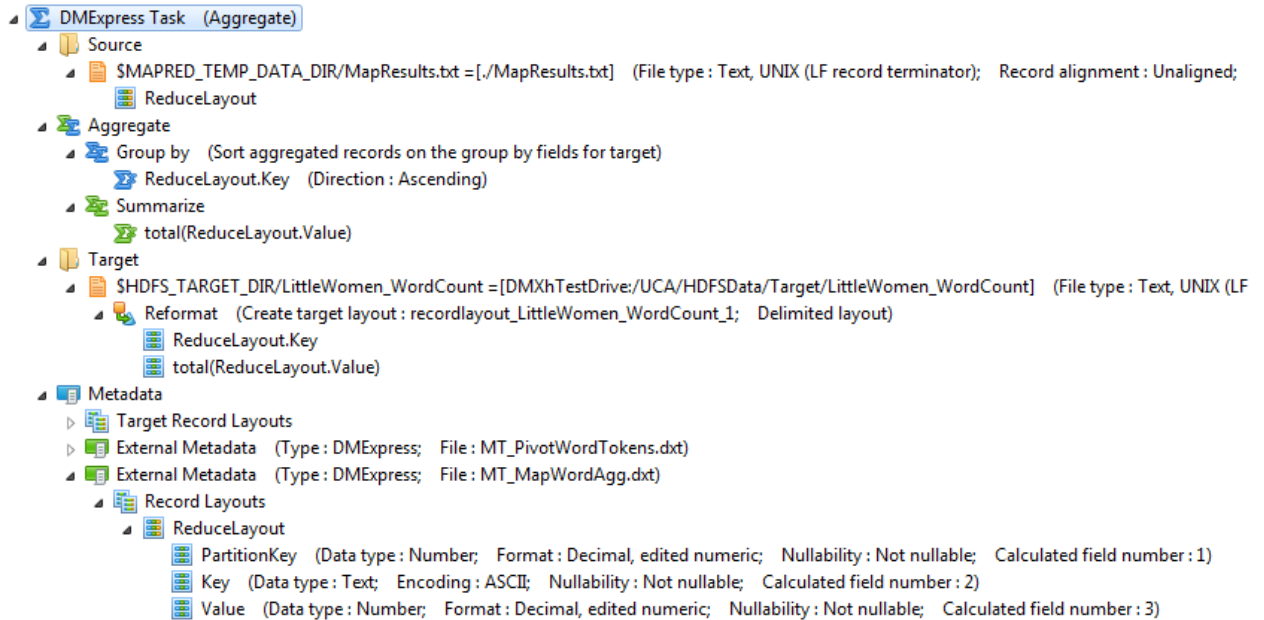 DMExpress Task (Aggregate)
Source
$MAPRED_TEMP_DATA_DIR/MapResults.txt =[./MapResults.txt] (File type : Text, UNIX (LF record terminator); Record alignment : Unaligned;
ReduceLayout
Aggregate
Group by (Sort aggregated records on the group by fields for target)
ReduceLayout.Key (Direction : Ascending)
Summarize
total(ReduceLayout.Value)
Target
$HDFS_TARGET_DIR/LittleWomen_WordCount =[DMXhTestDrive:/UCA/HDFSData/Target/LittleWomen_WordCount] (File type : Text, UNIX (LF
Reformat (Create target layout : recordlayout_LittleWomen_WordCount_1; Delimited layout)
ReduceLayout.Key
total(ReduceLayout.Value)
Metadata
Target Record Layouts
External Metadata (Type : DMExpress; File : MT_PivotWordTokens.dxt)
External Metadata (Type : DMExpress; File : MT_MapWordAgg.dxt)
Record Layouts
ReduceLayout
PartitionKey (Data type : Number; Format : Decimal, edited numeric; Nullability : Not nullable; Calculated field number : 1)
Key (Data type : Text; Encoding : ASCII; Nullability : Not nullable; Calculated field number : 2)
Value (Data type : Number; Format : Decimal, edited numeric; Nullability : Not nullable; Calculated field number : 3)